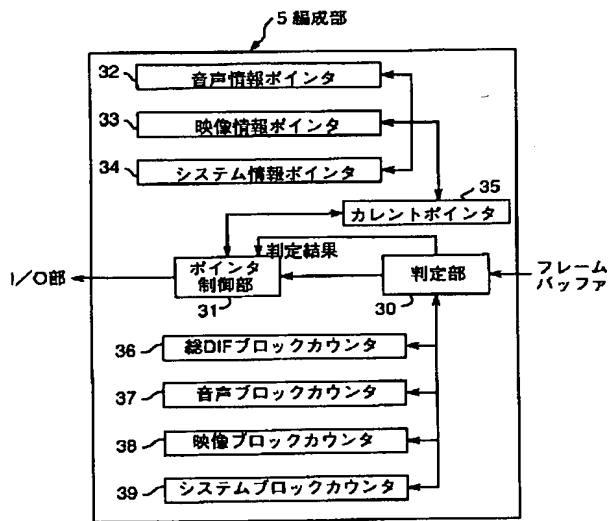 5 編成部
32
音声情報ポインタ
33
映像情報ポインタ
34
システム情報ポインタ
35
カレントポインタ
判定結果
I/O部
ポインタ
制御部
31
判定部
30
フレーム
バッファ
36
総DIFブロックカウンタ
37
音声ブロックカウンタ
38
映像ブロックカウンタ
39
システムブロックカウンタ